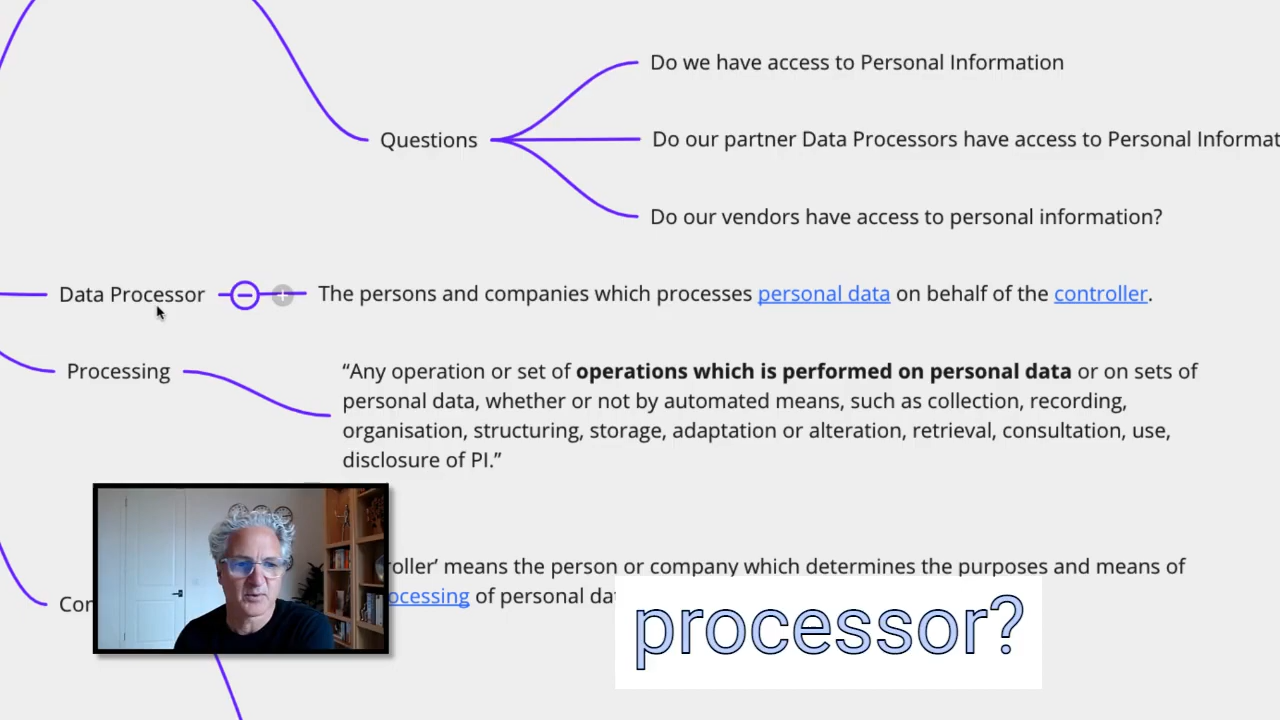 Do we have access to Personal Information
Questions
Do our partner Data Processors have access to Personal Informat
Do our vendors have access to personal information?
Data Processor
The persons and companies which processes personal data on behalf of the controller.
Processing
“Any operation or set of operations which is performed on personal data or on sets of
personal data, whether or not by automated means, such as collection, recording,
organisation, structuring, storage, adaptation or alteration, retrieval, consultation, use,
disclosure of PI.”
roller’ means the person or company which determines the purposes and means of
Con
ocessing of personal dat
processor?